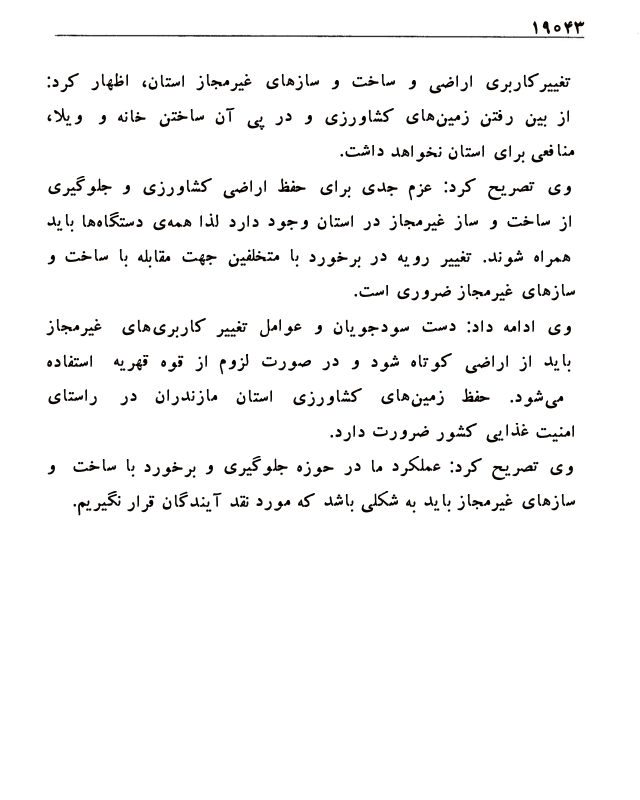 ۱۹۰۴۳
تغییرکاربری اراضی و ساخت و سازهای غیرمجاز استان، اظهار کرد:
از بین رفتن زمین‌های کشاورزی و در پی آن ساختن خانه و ویلا،
منافعی برای استان نخواهد داشت.
وی تصریح کرد: عزم جدی برای حفظ اراضی کشاورزی و جلوگیری
از ساخت و ساز غیرمجاز در استان وجود دارد لذا همه‌ی دستگاه‌ها باید
همراه شوند. تغییر رویه در برخورد با متخلفین جهت مقابله با ساخت و
سازهای غیرمجاز ضروری است.
وی ادامه داد: دست سودجویان و عوامل تغییر کاربری‌های غیرمجاز
باید از اراضی کوتاه شود و در صورت لزوم از قوه قهریه استفاده
می‌شود. حفظ زمین‌های کشاورزی استان مازندران در راستای
امنیت غذایی کشور ضرورت دارد.
وی تصریح کرد: عملکرد ما در حوزه جلوگیری و برخورد با ساخت و
سازهای غیرمجاز باید به شکلی باشد که مورد نقد آیندگان قرار نگیریم.